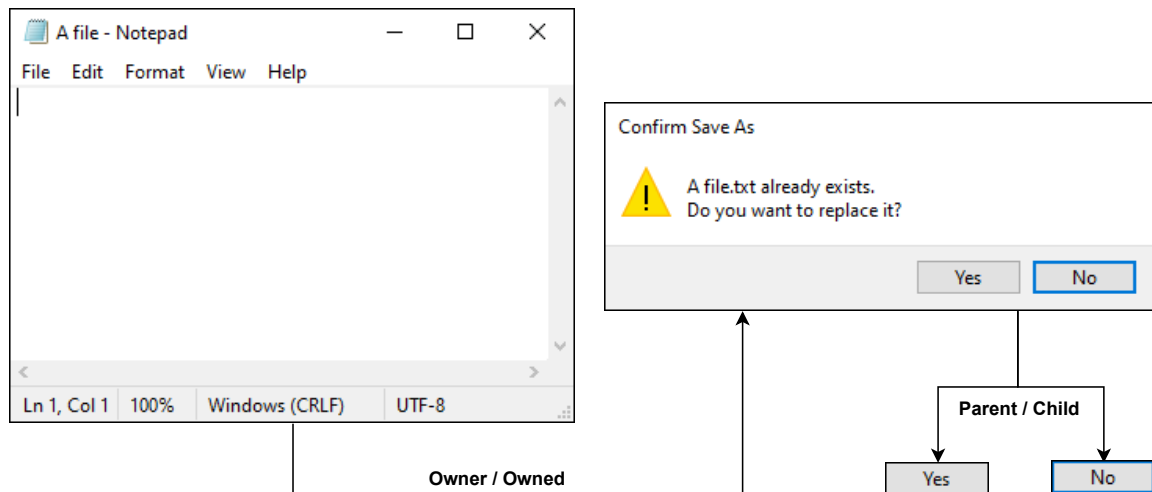 A file - Notepad
File Edit Format View Help
Ln 1, Col 1 100% Windows (CRLF) UTF-8
Owner / Owned
Confirm Save As
A file.txt already exists.
Do you want to replace it?
Yes No
Parent / Child
Yes No